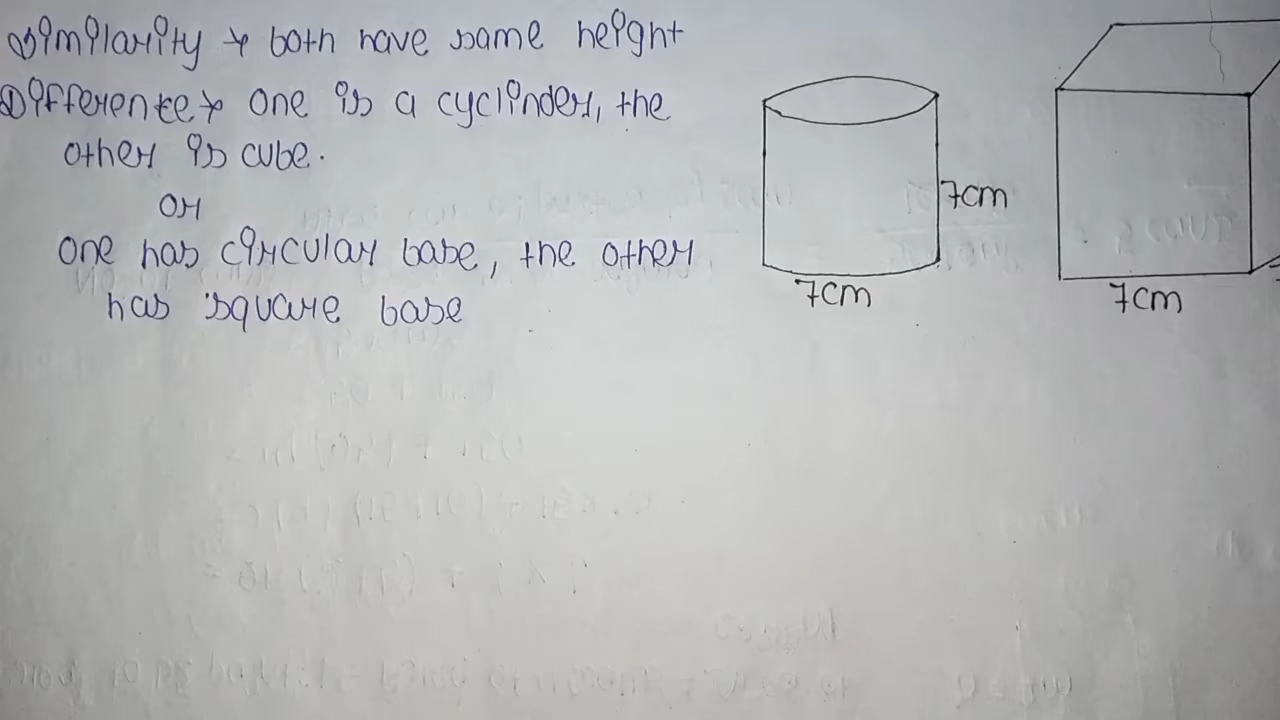 Similarity → both have same height
Difference → one is a cyclinder, the
other is cube.
or
one has circular base, the other
has square base
7cm
7cm
7cm